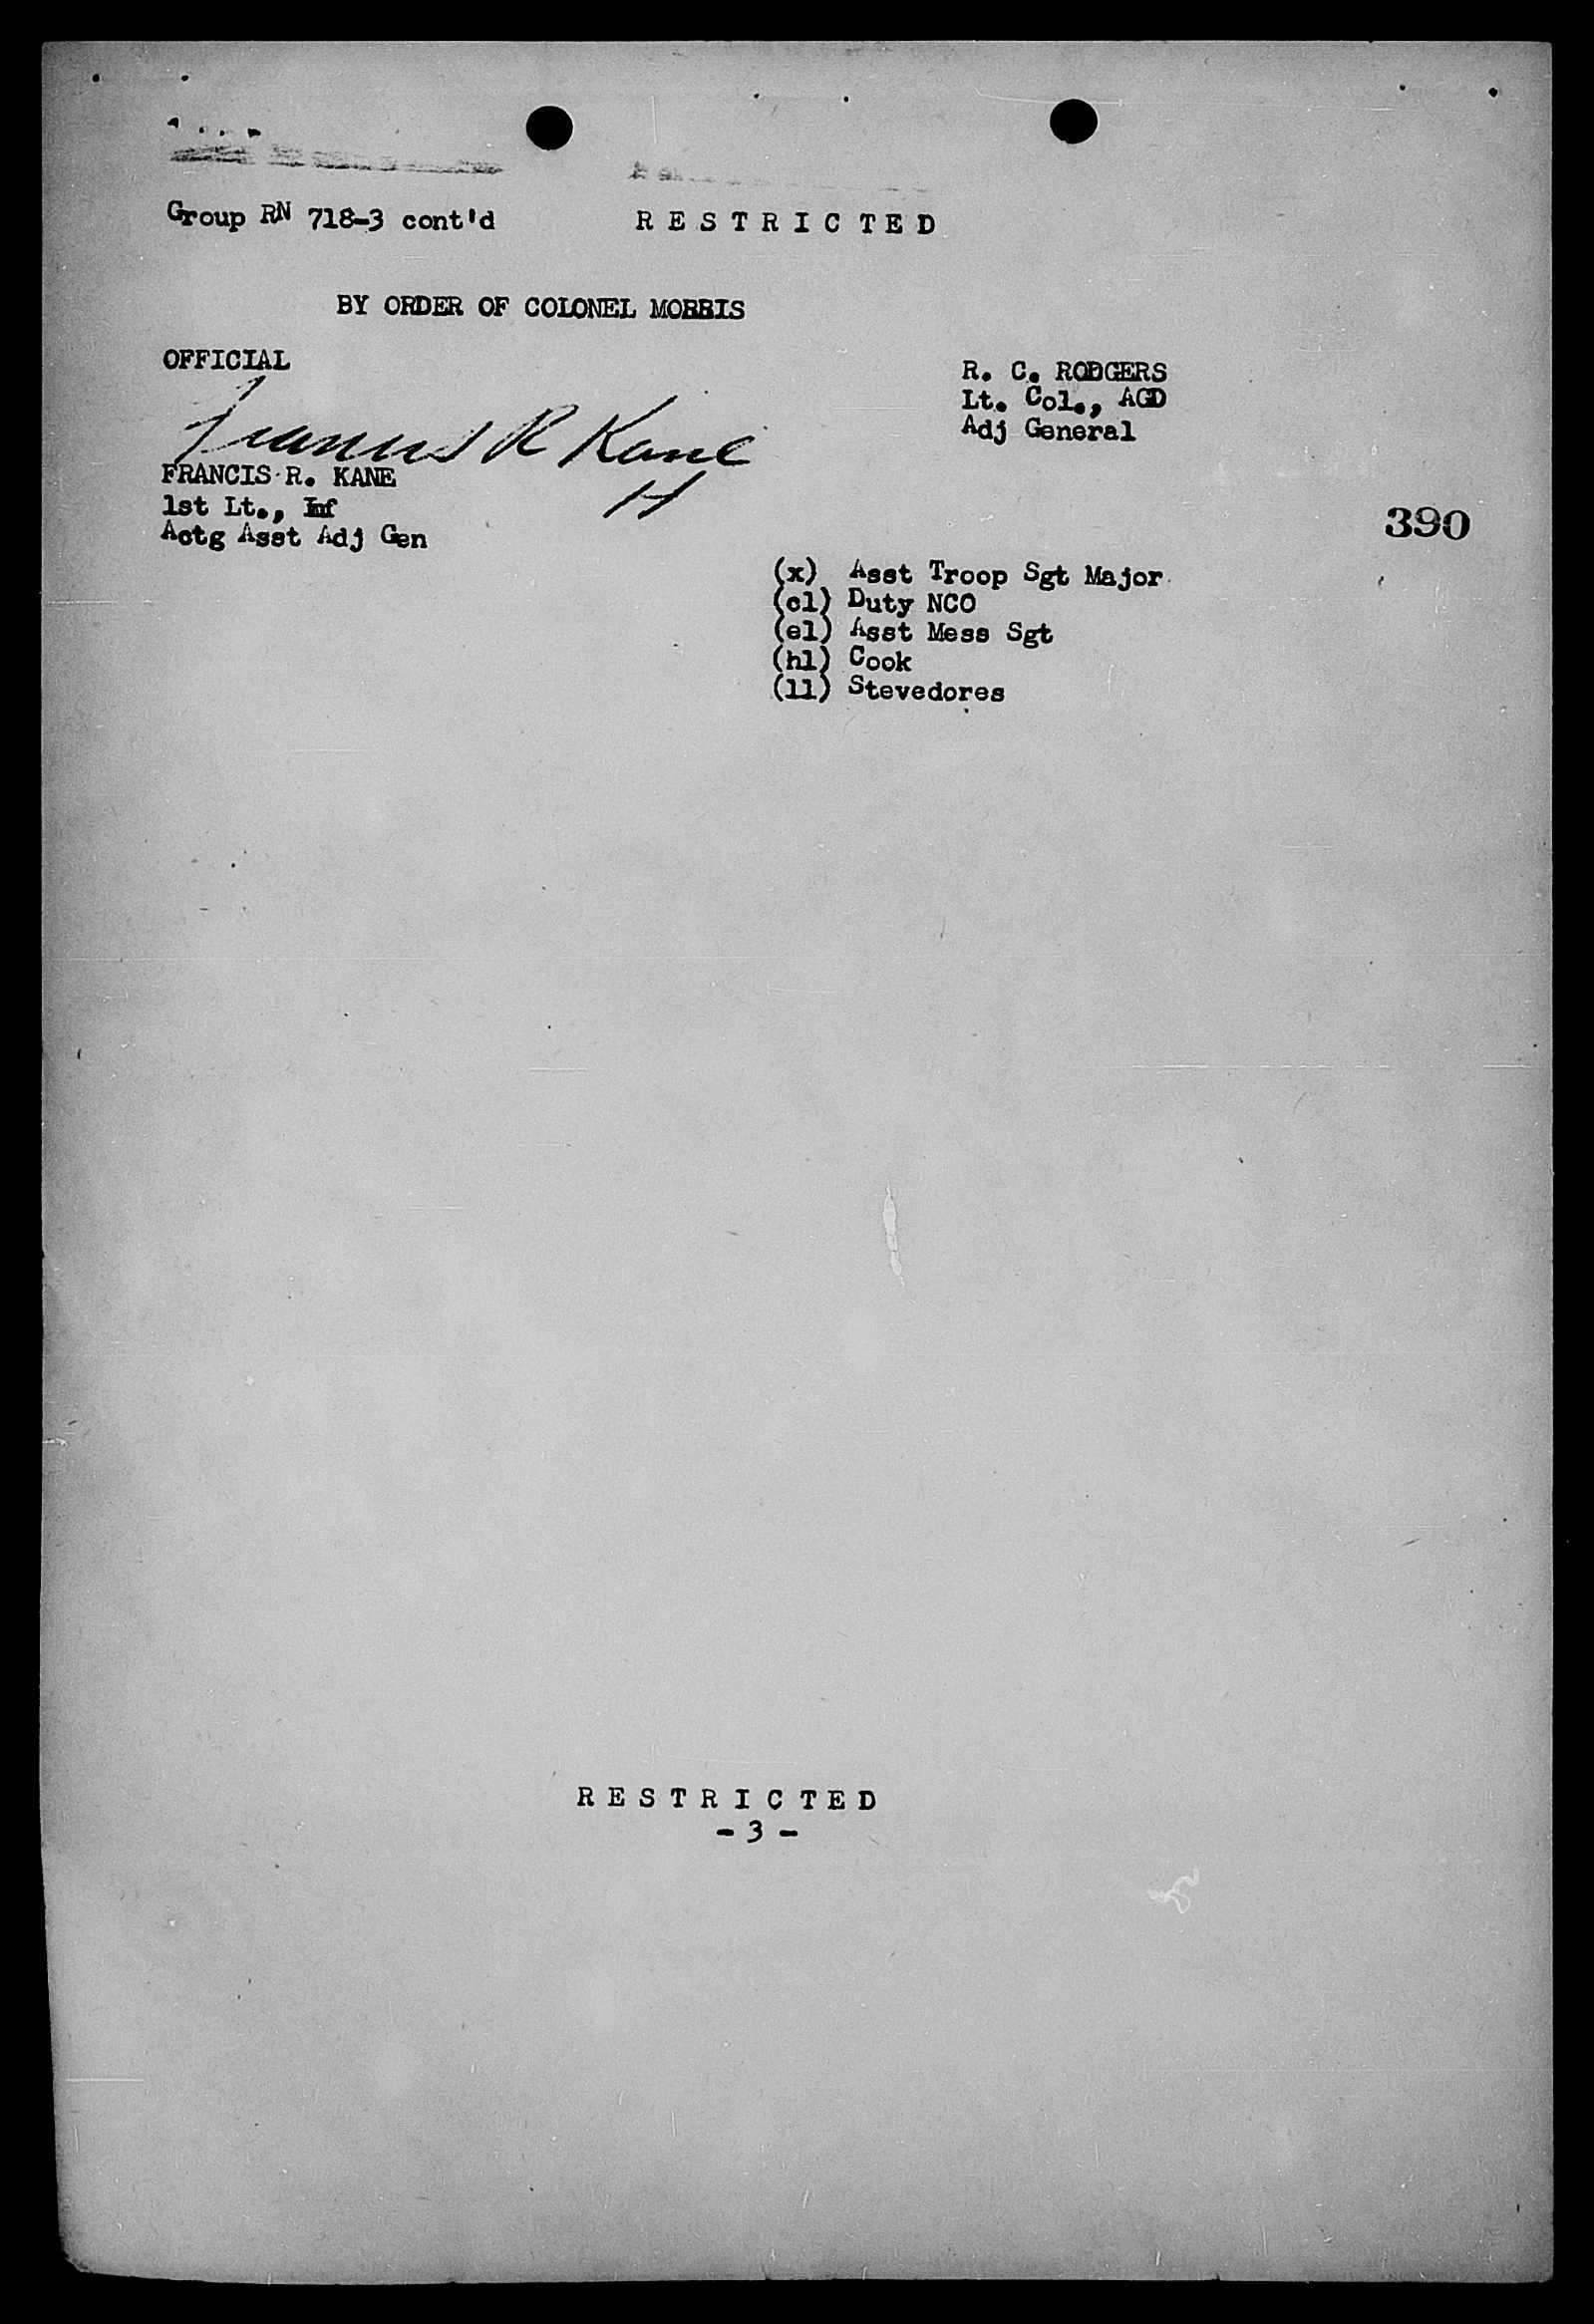 Group RN 718-3 cont'd R E S T R I C T E D
BY ORDER OF COLONEL MORRIS
OFFICIAL
R. C. RODGERS
Lt. Col., AGD
Adj General
Francis R Kane
FRANCIS R. KANE
1st Lt., Inf
Actg Asst Adj Gen
390
(x) Asst Troop Sgt Major
(cl) Duty NCO
(el) Asst Mess Sgt
(hl) Cook
(ll) Stevedores
R E S T R I C T E D
- 3 -